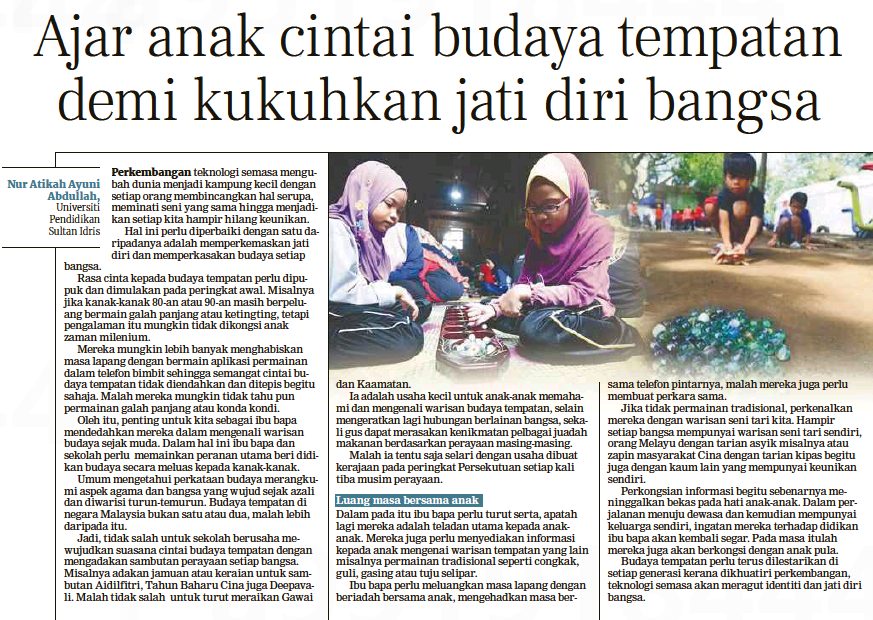 Ajar anak cintai budaya tempatan
demi kukuhkan jati diri bangsa
Nur Atikah Ayuni
Abdullah,
Universiti
Pendidikan
Sultan Idris
Perkembangan teknologi semasa mengu-
bah dunia menjadi kampung kecil dengan
setiap orang membincangkan hal serupa,
meminati seni yang sama hingga menjadi-
kan setiap kita hampir hilang keunikan.
Hal ini perlu diperbaiki dengan satu da-
ripadanya adalah memperkemaskan jati
diri dan memperkasakan budaya setiap
bangsa.
Rasa cinta kepada budaya tempatan perlu dipu-
puk dan dimulakan pada peringkat awal. Misalnya
jika kanak-kanak 80-an atau 90-an masih berpelu-
ang bermain galah panjang atau ketingting, tetapi
pengalaman itu mungkin tidak dikongsi anak
zaman milenium.
Mereka mungkin lebih banyak menghabiskan
masa lapang dengan bermain aplikasi permainan
dalam telefon bimbit sehingga semangat cintai bu-
daya tempatan tidak diendahkan dan ditepis begitu
sahaja. Malah mereka mungkin tidak tahu pun
permainan galah panjang atau konda kondi.
Oleh itu, penting untuk kita sebagai ibu bapa
mendedahkan mereka dalam mengenali warisan
budaya sejak muda. Dalam hal ini ibu bapa dan
sekolah perlu memainkan peranan utama beri didi-
kan budaya secara meluas kepada kanak-kanak.
Umum mengetahui perkataan budaya merangku-
mi aspek agama dan bangsa yang wujud sejak azali
dan diwarisi turun-temurun. Budaya tempatan di
negara Malaysia bukan satu atau dua, malah lebih
daripada itu.
Jadi, tidak salah untuk sekolah berusaha me-
wujudkan suasana cintai budaya tempatan dengan
mengadakan sambutan perayaan setiap bangsa.
Misalnya adakan jamuan atau keraian untuk sam-
butan Aidilfitri, Tahun Baharu Cina juga Deepava-
li. Malah tidak salah untuk turut meraikan Gawai
dan Kaamatan.
Ia adalah usaha kecil untuk anak-anak memaha-
mi dan mengenali warisan budaya tempatan, selain
mengeratkan lagi hubungan berlainan bangsa, seka-
li gus dapat merasakan kenikmatan pelbagai juadah
makanan berdasarkan perayaan masing-masing.
Malah ia tentu saja selari dengan usaha dibuat
kerajaan pada peringkat Persekutuan setiap kali
tiba musim perayaan.
Luang masa bersama anak
Dalam pada itu ibu bapa perlu turut serta, apatah
lagi mereka adalah teladan utama kepada anak-
anak. Mereka juga perlu menyediakan informasi
kepada anak mengenai warisan tempatan yang lain
misalnya permainan tradisional seperti congkak,
guli, gasing atau tuju selipar.
Ibu bapa perlu meluangkan masa lapang dengan
beriadah bersama anak, mengehadkan masa ber-
sama telefon pintarnya, malah mereka juga perlu
membuat perkara sama.
Jika tidak permainan tradisional, perkenalkan
mereka dengan warisan seni tari kita. Hampir
setiap bangsa mempunyai warisan seni tari sendiri,
orang Melayu dengan tarian asyik misalnya atau
zapin masyarakat Cina dengan tarian kipas begitu
juga dengan kaum lain yang mempunyai keunikan
sendiri.
Perkongsian informasi begitu sebenarnya me-
ninggalkan bekas pada hati anak-anak. Dalam per-
jalanan menuju dewasa dan kemudian mempunyai
keluarga sendiri, ingatan mereka terhadap didikan
ibu bapa akan kembali segar. Pada masa itulah
mereka juga akan berkongsi dengan anak pula.
Budaya tempatan perlu terus dilestarikan di
setiap generasi kerana dikhuatiri perkembangan,
teknologi semasa akan meragut identiti dan jati diri
bangsa.